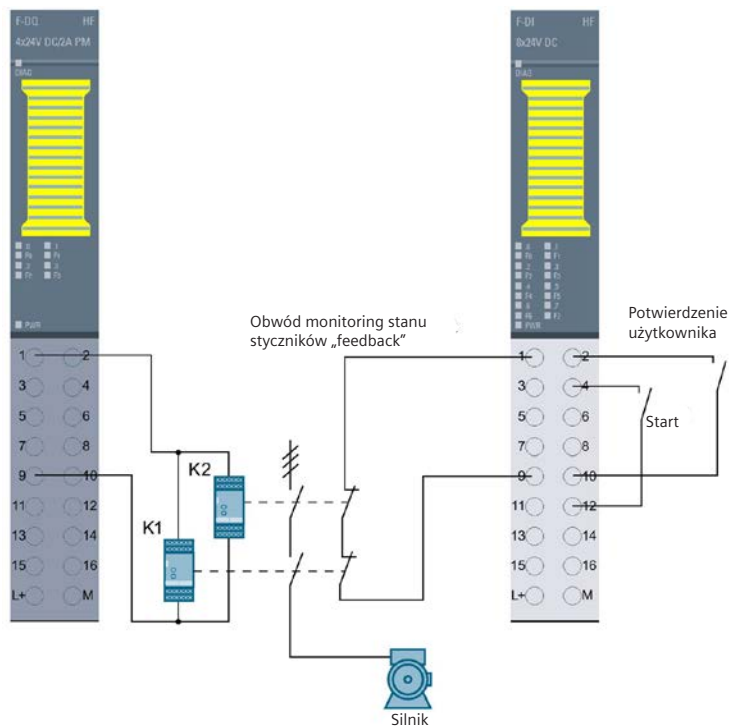 F-DQ HF
4x24V DC/2A PM
DIAG
PWR
1 2
3 4
5 6
7 8
9 10
11 12
13 14
15 16
L+ M
K1
K2
Obwód monitoring stanu
styczników „feedback”
Silnik
F-DI HF
8x24V DC
DIAG
PWR
1 2
3 4
5 6
7 8
9 10
11 12
13 14
15 16
L+ M
Potwierdzenie
użytkownika
Start